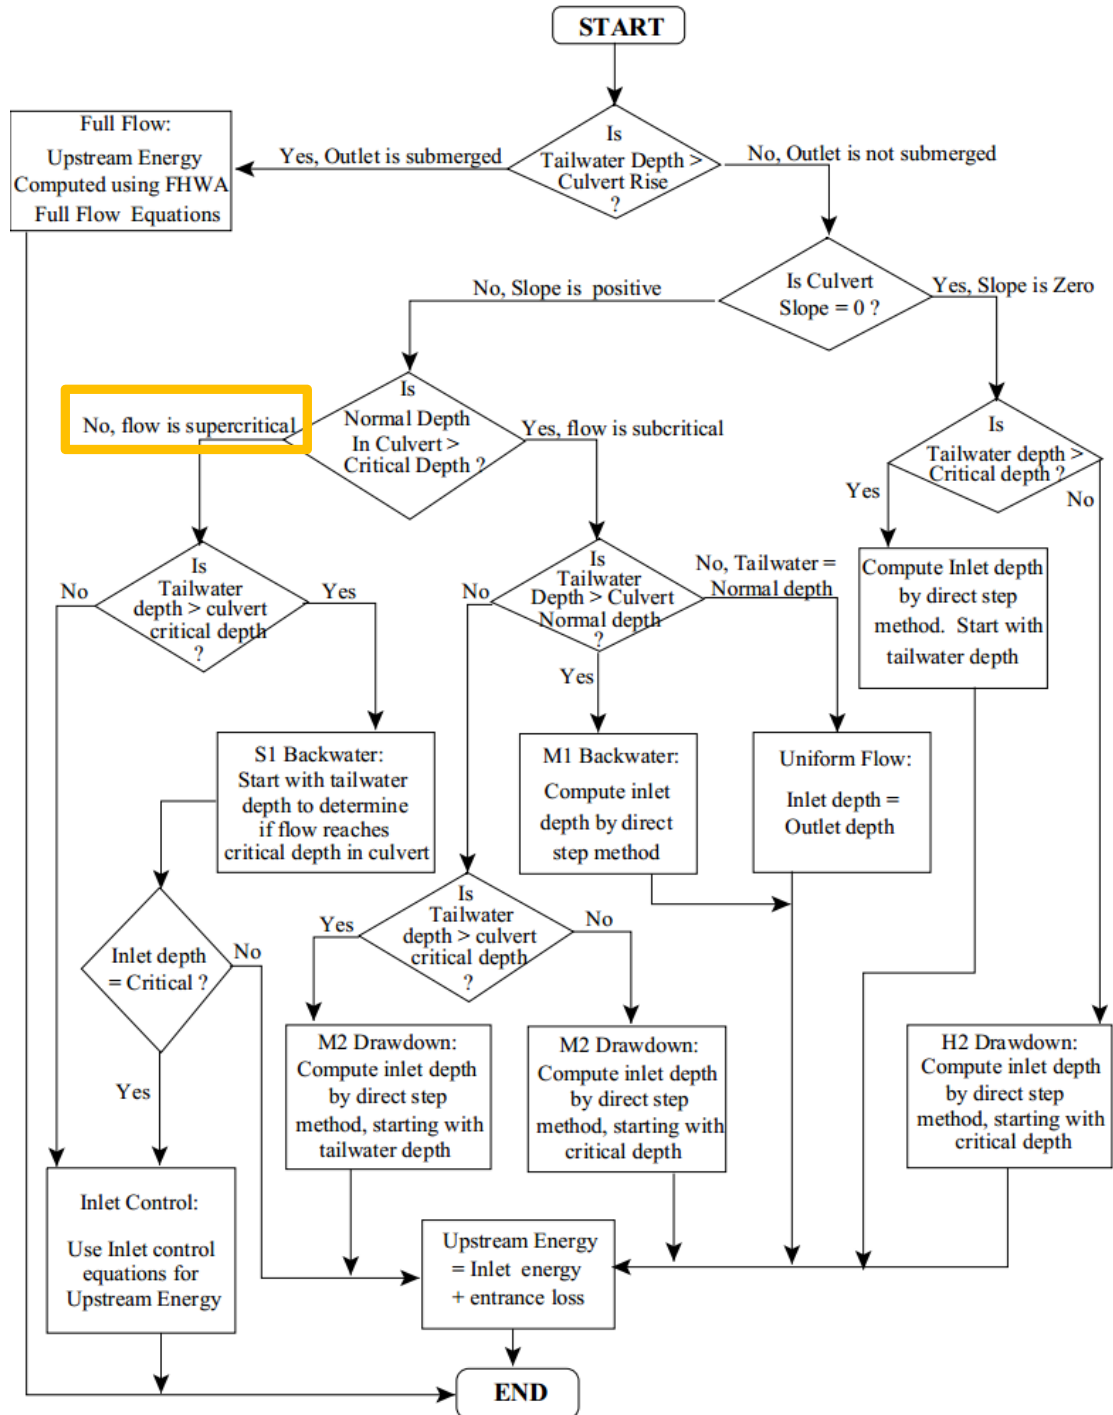 START
Is
Tailwater Depth >
Culvert Rise
?
Yes, Outlet is submerged
No, Outlet is not submerged
Full Flow:
Upstream Energy
Computed using FHWA
Full Flow Equations
Is Culvert
Slope = 0 ?
No, Slope is positive
Yes, Slope is Zero
Is
Normal Depth
In Culvert >
Critical Depth ?
No, flow is supercritical
Yes, flow is subcritical
Is
Tailwater depth >
Critical depth ?
Yes
No
Is
Tailwater
depth > culvert
critical depth
?
No
Yes
Is
Tailwater
Depth > Culvert
Normal depth
?
No
No, Tailwater =
Normal depth
Yes
Compute Inlet depth
by direct step
method. Start with
tailwater depth
S1 Backwater:
Start with tailwater
depth to determine
if flow reaches
critical depth in culvert
M1 Backwater:
Compute inlet
depth by direct
step method
Uniform Flow:
Inlet depth =
Outlet depth
Inlet depth
= Critical ?
No
Yes
Is
Tailwater
depth > culvert
critical depth
?
Yes
No
M2 Drawdown:
Compute inlet depth
by direct step
method, starting with
tailwater depth
M2 Drawdown:
Compute inlet depth
by direct step
method, starting with
critical depth
H2 Drawdown:
Compute inlet depth
by direct step
method, starting with
critical depth
Inlet Control:
Use Inlet control
equations for
Upstream Energy
Upstream Energy
= Inlet energy
+ entrance loss
END